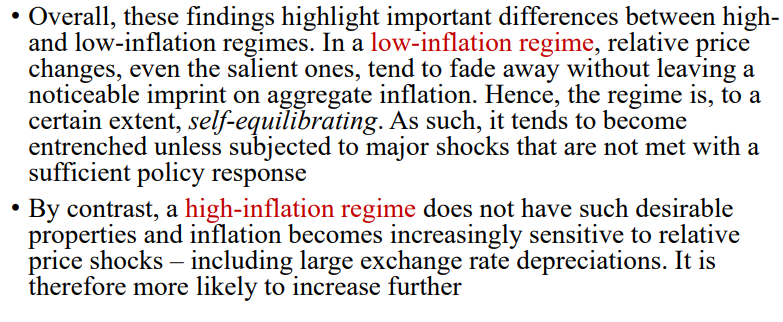 • Overall, these findings highlight important differences between high-
and low-inflation regimes. In a low-inflation regime, relative price
changes, even the salient ones, tend to fade away without leaving a
noticeable imprint on aggregate inflation. Hence, the regime is, to a
certain extent, self-equilibrating. As such, it tends to become
entrenched unless subjected to major shocks that are not met with a
sufficient policy response
• By contrast, a high-inflation regime does not have such desirable
properties and inflation becomes increasingly sensitive to relative
price shocks – including large exchange rate depreciations. It is
therefore more likely to increase further